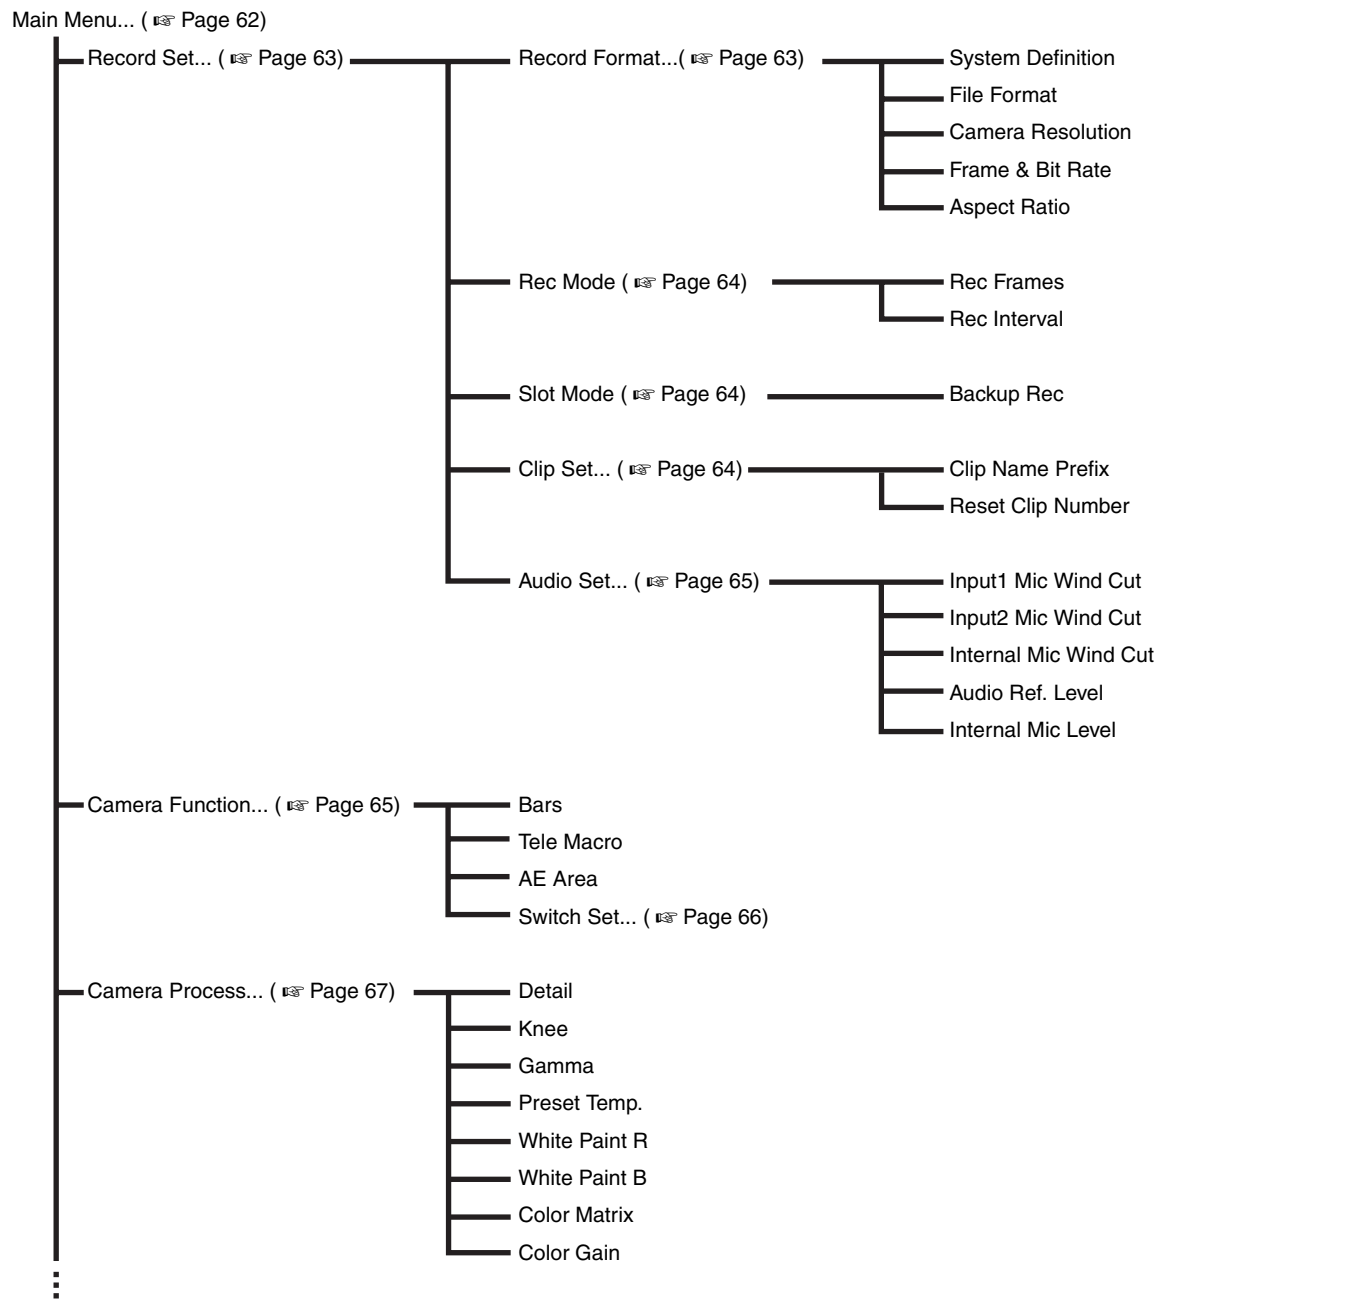 Main Menu... ( ☞ Page 62)
Record Set... ( ☞ Page 63)
Record Format...( ☞ Page 63)
System Definition
File Format
Camera Resolution
Frame & Bit Rate
Aspect Ratio
Rec Mode ( ☞ Page 64)
Rec Frames
Rec Interval
Slot Mode ( ☞ Page 64)
Backup Rec
Clip Set... ( ☞ Page 64)
Clip Name Prefix
Reset Clip Number
Audio Set... ( ☞ Page 65)
Input1 Mic Wind Cut
Input2 Mic Wind Cut
Internal Mic Wind Cut
Audio Ref. Level
Internal Mic Level
Camera Function... ( ☞ Page 65)
Bars
Tele Macro
AE Area
Switch Set... ( ☞ Page 66)
Camera Process... ( ☞ Page 67)
Detail
Knee
Gamma
Preset Temp.
White Paint R
White Paint B
Color Matrix
Color Gain